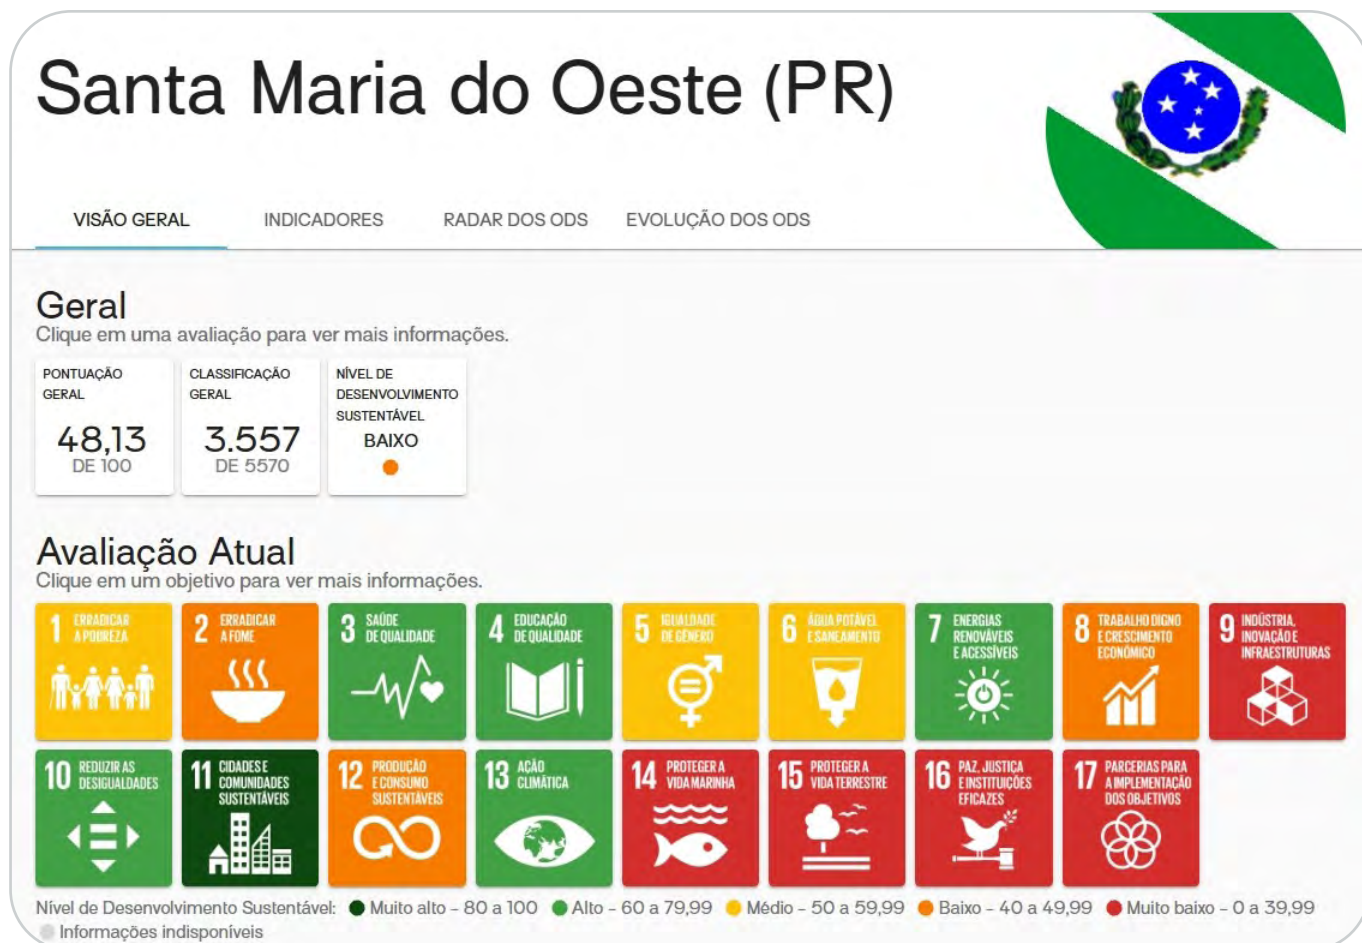 Santa Maria do Oeste (PR)
VISÃO GERAL
INDICADORES
RADAR DOS ODS
EVOLUÇÃO DOS ODS
Geral
Clique em uma avaliação para ver mais informações.
PONTUAÇÃO
GERAL
48,13
DE 100
CLASSIFICAÇÃO
GERAL
3.557
DE 5570
NÍVEL DE
DESENVOLVIMENTO
SUSTENTÁVEL
BAIXO
Avaliação Atual
Clique em um objetivo para ver mais informações.
1 ERRADICAR
A POBREZA
2 ERRADICAR
A FOME
3 SAÚDE
DE QUALIDADE
4 EDUCAÇÃO
DE QUALIDADE
5 IGUALDADE
DE GÉNERO
6 ÁGUA POTÁVEL
E SANEAMENTO
7 ENERGIAS
RENOVÁVEIS
E ACESSÍVEIS
8 TRABALHO DIGNO
E CRESCIMENTO
ECONÓMICO
9 INDÚSTRIA,
INOVAÇÃO E
INFRAESTRUTURAS
10 REDUZIR AS
DESIGUALDADES
11 CIDADES E
COMUNIDADES
SUSTENTÁVEIS
12 PRODUÇÃO
E CONSUMO
SUSTENTÁVEIS
13 AÇÃO
CLIMÁTICA
14 PROTEGER A
VIDA MARINHA
15 PROTEGER A
VIDA TERRESTRE
16 PAZ, JUSTIÇA
E INSTITUIÇÕES
EFICAZES
17 PARCERIAS PARA
A IMPLEMENTAÇÃO
DOS OBJETIVOS
Nível de Desenvolvimento Sustentável: Muito alto - 80 a 100 Alto - 60 a 79,99 Médio - 50 a 59,99 Baixo - 40 a 49,99 Muito baixo - 0 a 39,99
Informações indisponíveis